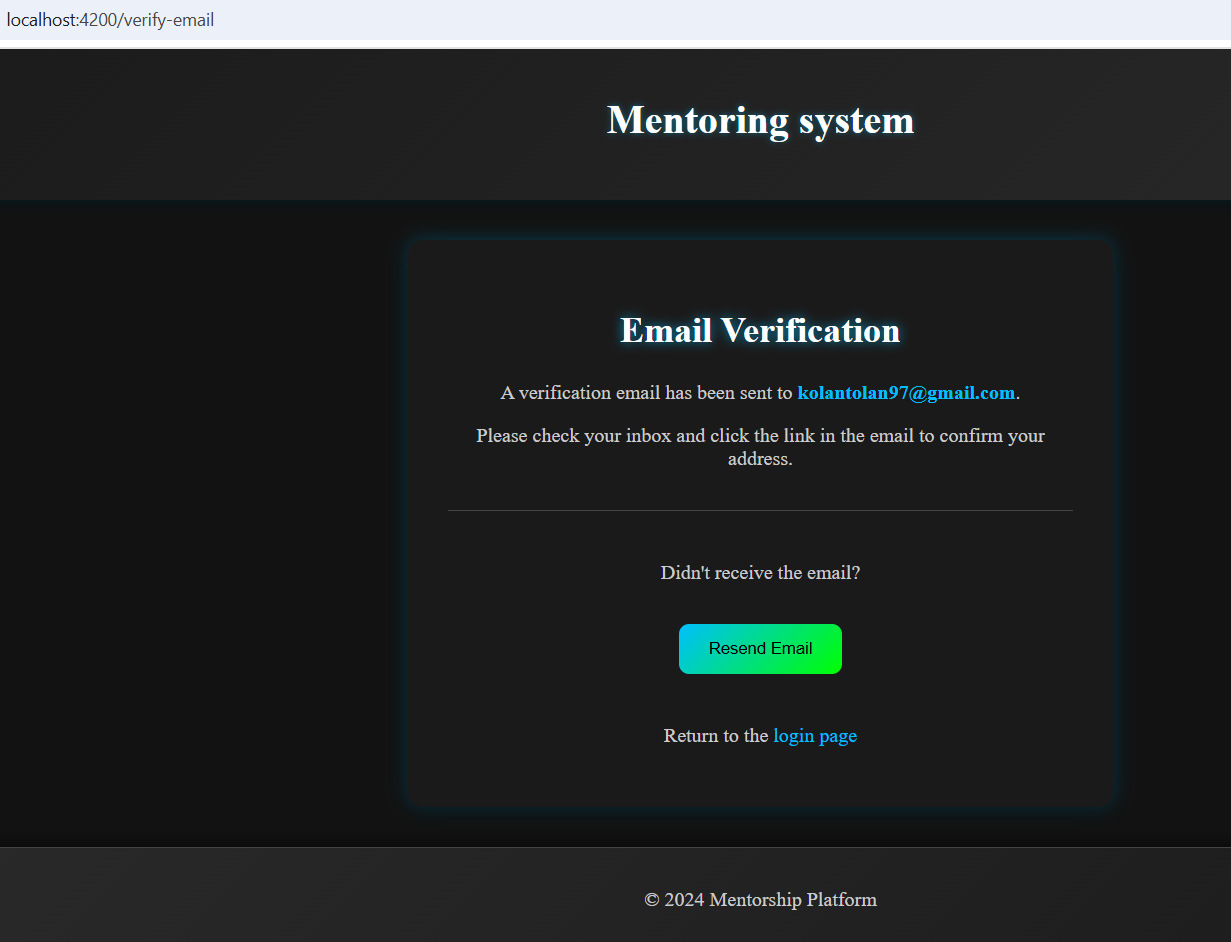 localhost:4200/verify-email
Mentoring system
Email Verification
A verification email has been sent to kolantolan97@gmail.com.
Please check your inbox and click the link in the email to confirm your
address.
Didn't receive the email?
Resend Email
Return to the login page
© 2024 Mentorship Platform